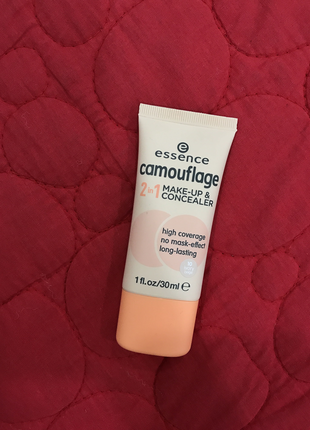 e
essence
camouflage
2in1 MAKE-UP &
CONCEALER
high coverage
no mask-effect
long-lasting
1 fl.oz/30ml e